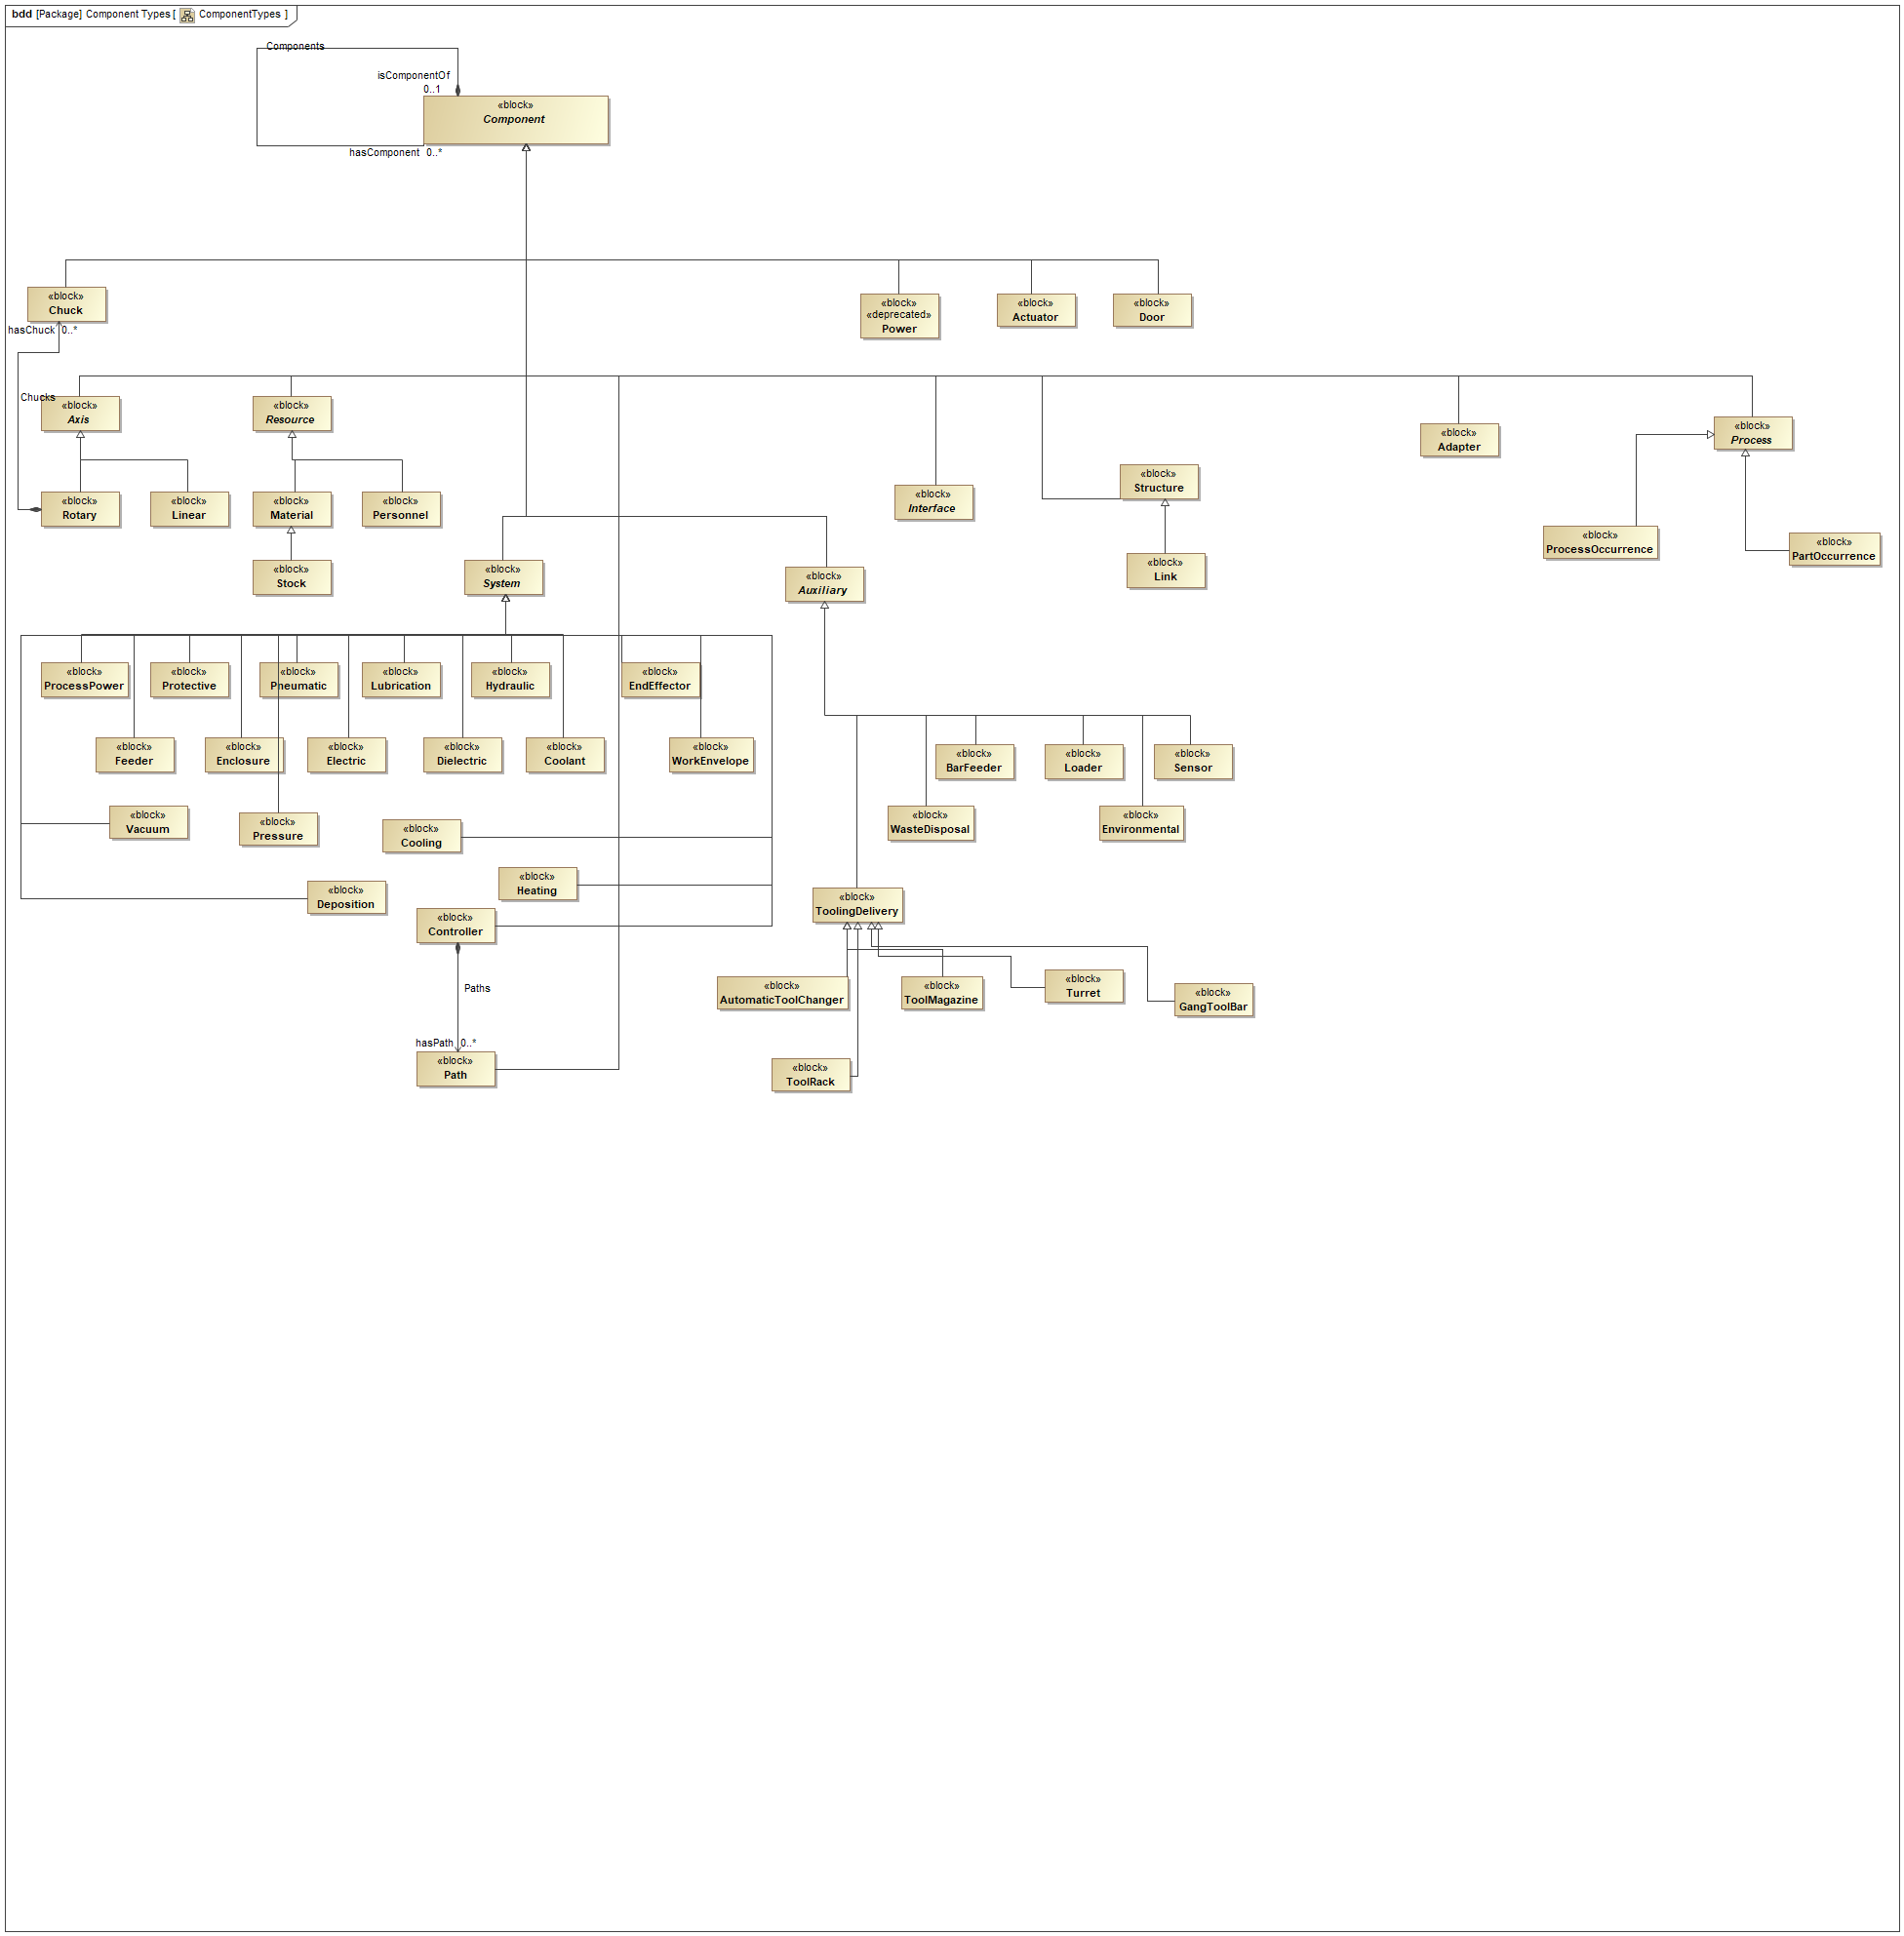 bdd [Package] Component Types [ ComponentTypes ]
Components
isComponentOf
0..1
«block»
Component
hasComponent 0..*
«block»
Chuck
hasChuck 0..*
«block»
«deprecated»
Power
«block»
Actuator
«block»
Door
Chucks
«block»
Axis
«block»
Resource
«block»
Adapter
«block»
Process
«block»
Rotary
«block»
Linear
«block»
Material
«block»
Personnel
«block»
Interface
«block»
Structure
«block»
ProcessOccurrence
«block»
PartOccurrence
«block»
Stock
«block»
System
«block»
Auxiliary
«block»
Link
«block»
ProcessPower
«block»
Protective
«block»
Pneumatic
«block»
Lubrication
«block»
Hydraulic
«block»
EndEffector
«block»
Feeder
«block»
Enclosure
«block»
Electric
«block»
Dielectric
«block»
Coolant
«block»
WorkEnvelope
«block»
BarFeeder
«block»
Loader
«block»
Sensor
«block»
Vacuum
«block»
Pressure
«block»
Cooling
«block»
WasteDisposal
«block»
Environmental
«block»
Deposition
«block»
Heating
«block»
Controller
«block»
ToolingDelivery
Paths
«block»
AutomaticToolChanger
«block»
ToolMagazine
«block»
Turret
«block»
GangToolBar
hasPath 0..*
«block»
Path
«block»
ToolRack